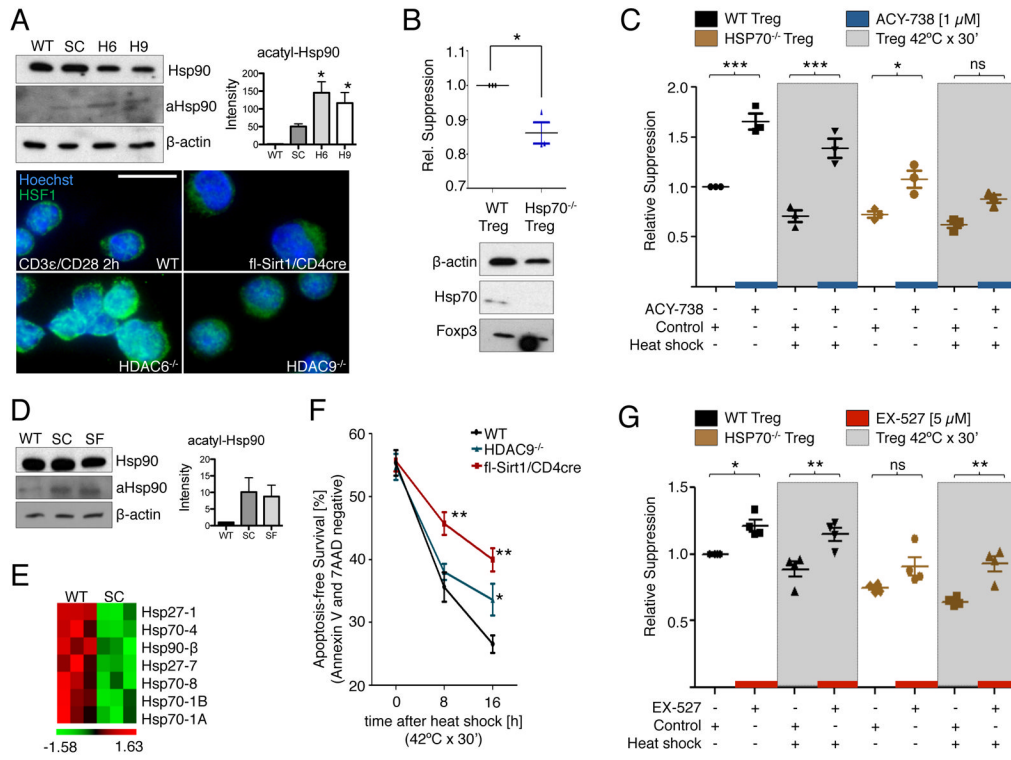 A
WT SC H6 H9
Hsp90
aHsp90
β-actin
acatyl-Hsp90
Intensity
200
150
100
50
0
* *
WT SC H6 H9
Hoechst
HSF1
CD3ε/CD28 2h
WT
fl-Sirt1/CD4cre
HDAC6-/-
HDAC9-/-
B
*
Rel. Suppression
1.1
1.0
0.9
0.8
0.7
WT Hsp70-/-
Treg Treg
β-actin
Hsp70
Foxp3
C
WT Treg
HSP70-/- Treg
ACY-738 [1 µM]
Treg 42ºC x 30'
*** *** * ns
Relative Suppression
2.0
1.5
1.0
0.5
ACY-738 - + - + - + - +
Control + - + - + - + -
Heat shock - - + + - - + +
D
WT SC SF
Hsp90
aHsp90
β-actin
acatyl-Hsp90
Intensity
20
15
10
5
0
WT SC SF
E
WT SC
Hsp27-1
Hsp70-4
Hsp90-β
Hsp27-7
Hsp70-8
Hsp70-1B
Hsp70-1A
-1.58 1.63
F
WT
HDAC9-/-
fl-Sirt1/CD4cre
Apoptosis-free Survival [%]
(Annexin V and 7AAD negative)
60
50
40
30
20
** ** *
0 8 16
time after heat shock [h]
(42ºC x 30')
G
WT Treg
HSP70-/- Treg
EX-527 [5 µM]
Treg 42ºC x 30'
* ** ns **
Relative Suppression
1.5
1.0
0.5
EX-527 - + - + - + - +
Control + - + - + - + -
Heat shock - - + + - - + +